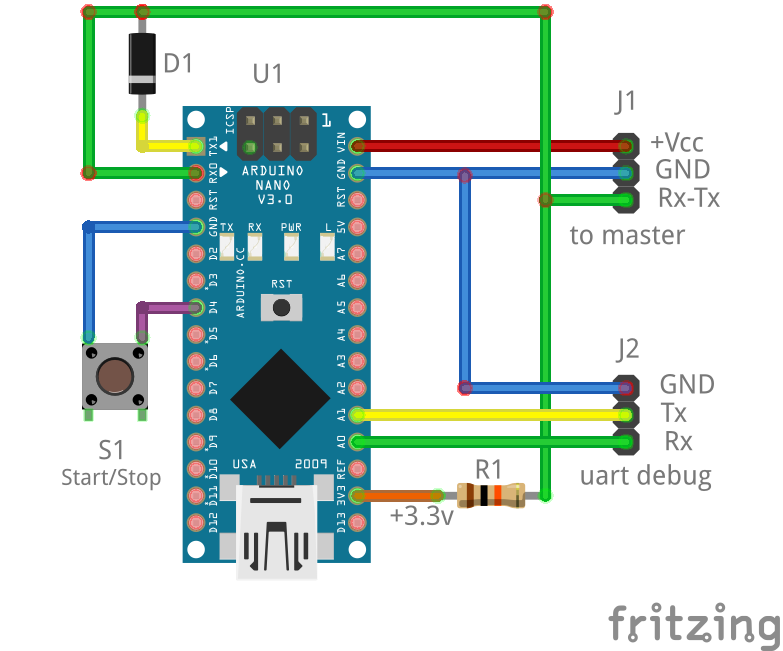 D1
U1
J1
ICSP
1
+Vcc
GND
Rx-Tx
to master
ARDUINO
NANO
V3.0
TX1
RX0
RST
GND
D2
D3
D4
D5
D6
D7
D8
D9
D10
D11
D12
VIN
GND
RST
5V
A7
A6
A5
A4
A3
A2
A1
A0
REF
3V3
D13
TX RX PWR L
ARDUINO.CC
RST
USA 2009
S1
Start/Stop
J2
GND
Tx
Rx
uart debug
R1
+3.3v
fritzing